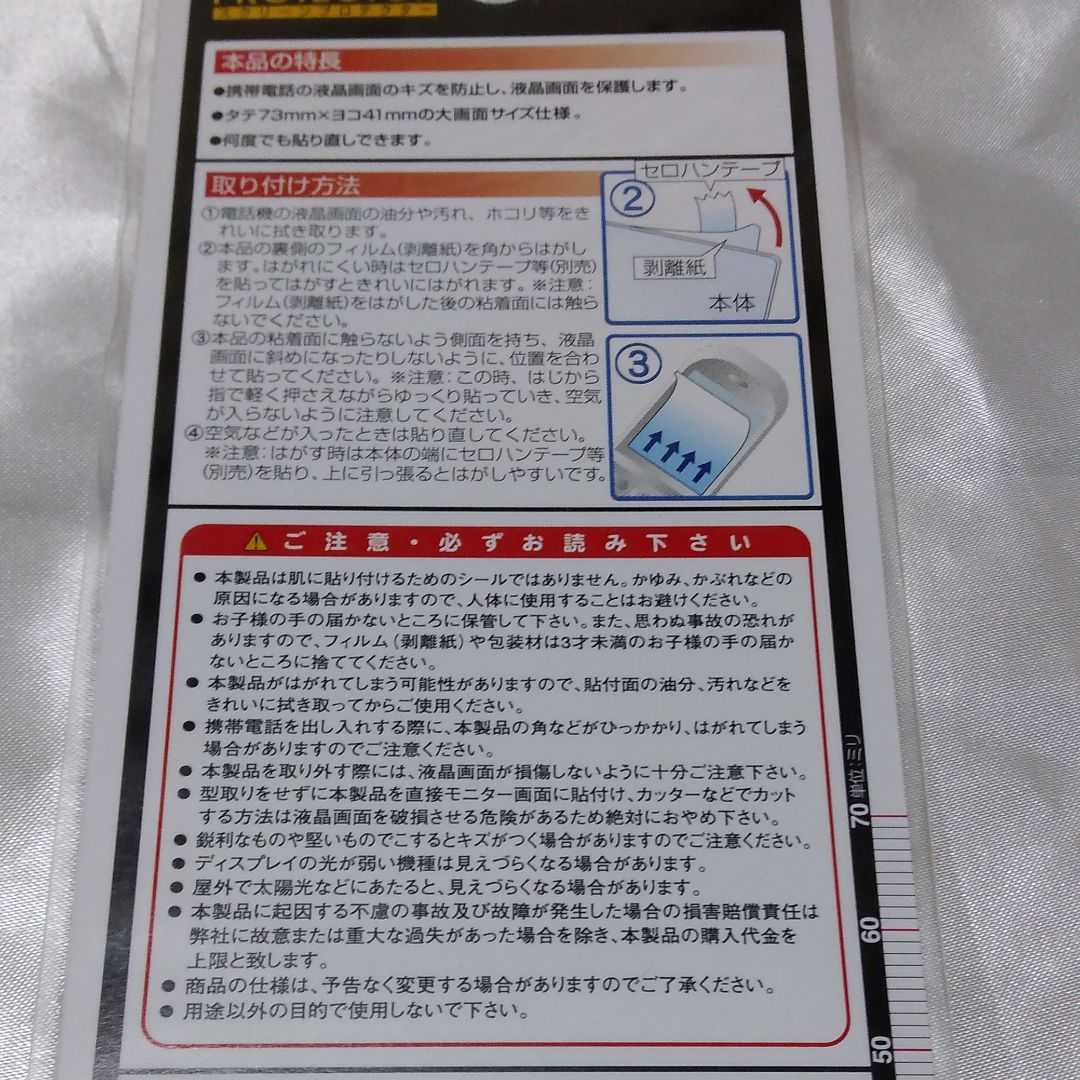 スクリーンプロテクター
本品の特長
●携帯電話の液晶画面のキズを防止し、液晶画面を保護します。
●タテ73mm×ヨコ41mmの大画面サイズ仕様。
●何度でも貼り直しできます。
取り付け方法
①電話機の液晶画面の油分や汚れ、ホコリ等をき
れいに拭き取ります。
②本品の裏側のフィルム(剥離紙)を角からはがし
ます。はがれにくい時はセロハンテープ等(別売)
を貼ってはがすときれいにはがれます。※注意:
フィルム(剥離紙)をはがした後の粘着面には触ら
ないでください。
③本品の粘着面に触らないよう側面を持ち、液晶
画面に斜めになったりしないように、位置を合わ
せて貼ってください。※注意:この時、はじから
指で軽く押さえながらゆっくり貼っていき、空気
が入らないように注意してください。
④空気などが入ったときは貼り直してください。
※注意:はがす時は本体の端にセロハンテープ等
(別売)を貼り、上に引っ張るとはがしやすいです。
セロハンテープ
②
剥離紙
本体
③
⚠ご注意・必ずお読み下さい
●本製品は肌に貼り付けるためのシールではありません。かゆみ、かぶれなどの
原因になる場合がありますので、人体に使用することはお避けください。
●お子様の手の届かないところに保管して下さい。また、思わぬ事故の恐れが
ありますので、フィルム(剥離紙)や包装材は3才未満のお子様の手の届か
ないところに捨ててください。
●本製品がはがれてしまう可能性がありますので、貼付面の油分、汚れなどを
きれいに拭き取ってからご使用ください。
●携帯電話を出し入れする際に、本製品の角などがひっかかり、はがれてしまう
場合がありますのでご注意ください。
●本製品を取り外す際には、液晶画面が損傷しないように十分ご注意下さい。
●型取りをせずに本製品を直接モニター画面に貼付け、カッターなどでカット
する方法は液晶画面を破損させる危険があるため絶対におやめ下さい。
●鋭利なものや堅いものでこするとキズがつく場合がありますのでご注意ください。
●ディスプレイの光が弱い機種は見えづらくなる場合があります。
●屋外で太陽光などにあたると、見えづらくなる場合があります。
●本製品に起因する不慮の事故及び故障が発生した場合の損害賠償責任は
弊社に故意または重大な過失があった場合を除き、本製品の購入代金を
上限と致します。
●商品の仕様は、予告なく変更する場合がありますのでご了承ください。
●用途以外の目的で使用しないで下さい。
単位:ミリ
70
60
50